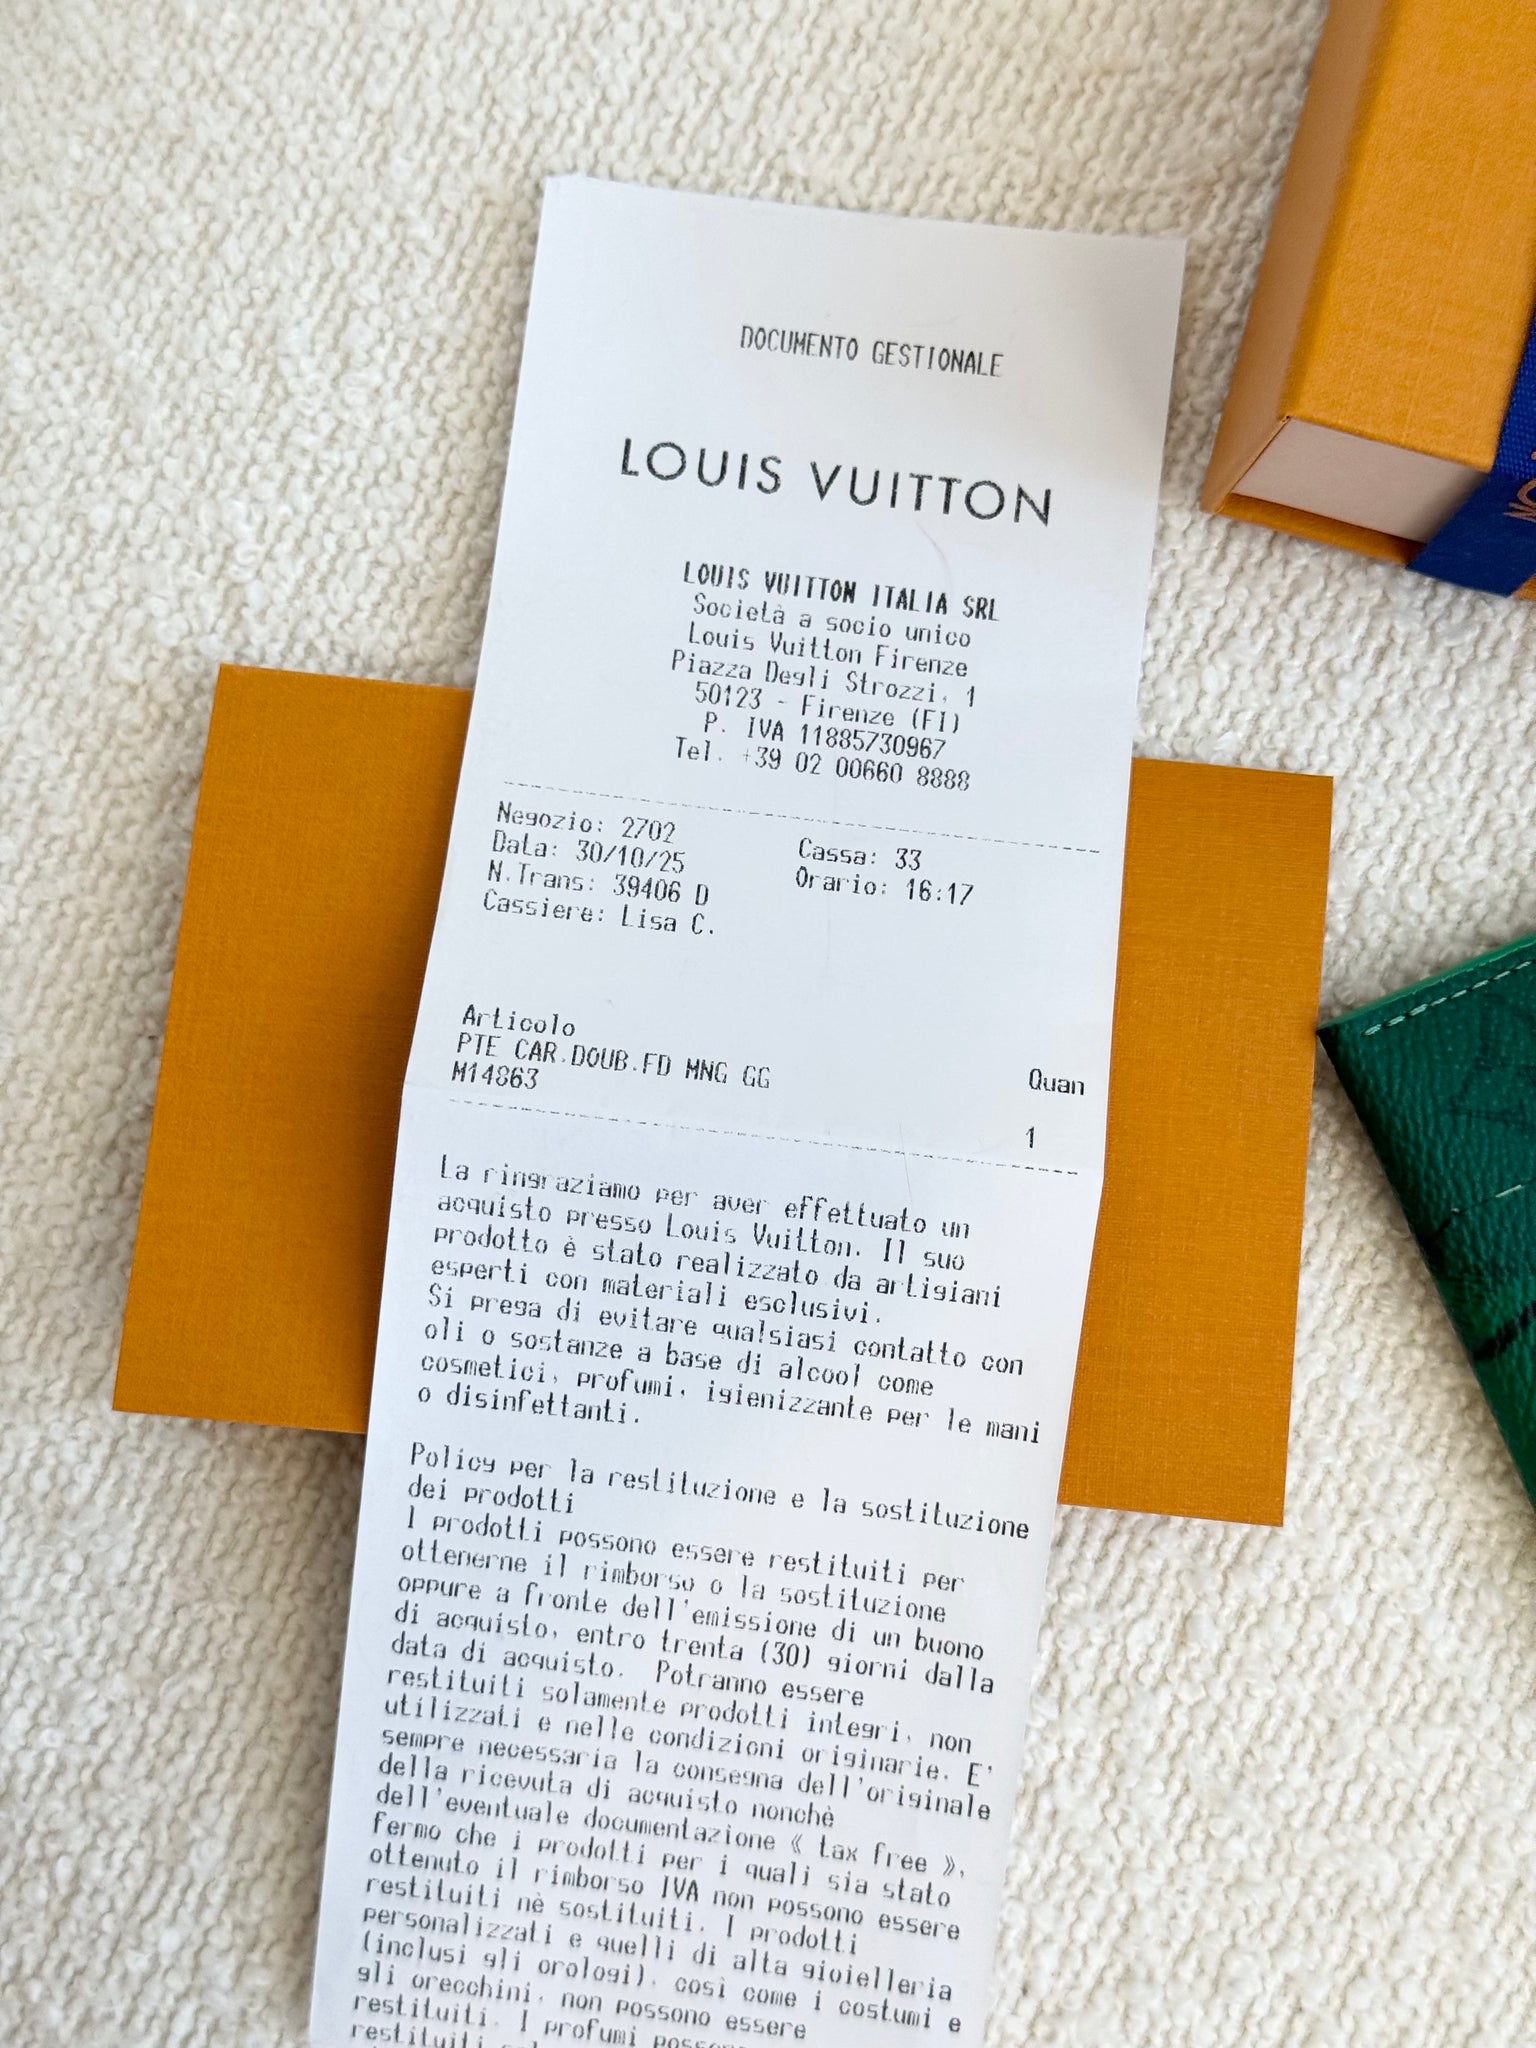 DOCUMENTO GESTIONALE
LOUIS VUITTON
LOUIS VUITTON ITALIA SRL
Società a socio unico
Louis Vuitton Firenze
Piazza Degli Strozzi, 1
50123 - Firenze (FI)
P. IVA 11885730967
Tel. +39 02 00660 8888
Negozio: 2702
Data: 30/10/25 Cassa: 33
N.Trans: 39406 D Orario: 16:17
Cassiere: Lisa C.
Articolo Quan
PTE CAR.DOUB.FD MNG GG
M14863 1
La ringraziamo per aver effettuato un
acquisto presso Louis Vuitton. Il suo
prodotto è stato realizzato da artigiani
esperti con materiali esclusivi.
Si prega di evitare qualsiasi contatto con
oli o sostanze a base di alcool come
cosmetici, profumi, igienizzante per le mani
o disinfettanti.
Policy per la restituzione e la sostituzione
dei prodotti
I prodotti possono essere restituiti per
ottenerne il rimborso o la sostituzione
oppure a fronte dell'emissione di un buono
di acquisto, entro trenta (30) giorni dalla
data di acquisto. Potranno essere
restituiti solamente prodotti integri, non
utilizzati e nelle condizioni originarie. E'
sempre necessaria la consegna dell'originale
della ricevuta di acquisto nonchè
dell'eventuale documentazione « tax free »,
fermo che i prodotti per i quali sia stato
ottenuto il rimborso IVA non possono essere
restituiti nè sostituiti. I prodotti
personalizzati e quelli di alta gioielleria
(inclusi gli orologi), così come i costumi e
gli orecchini, non possono essere
restituiti. I profumi
restituiti